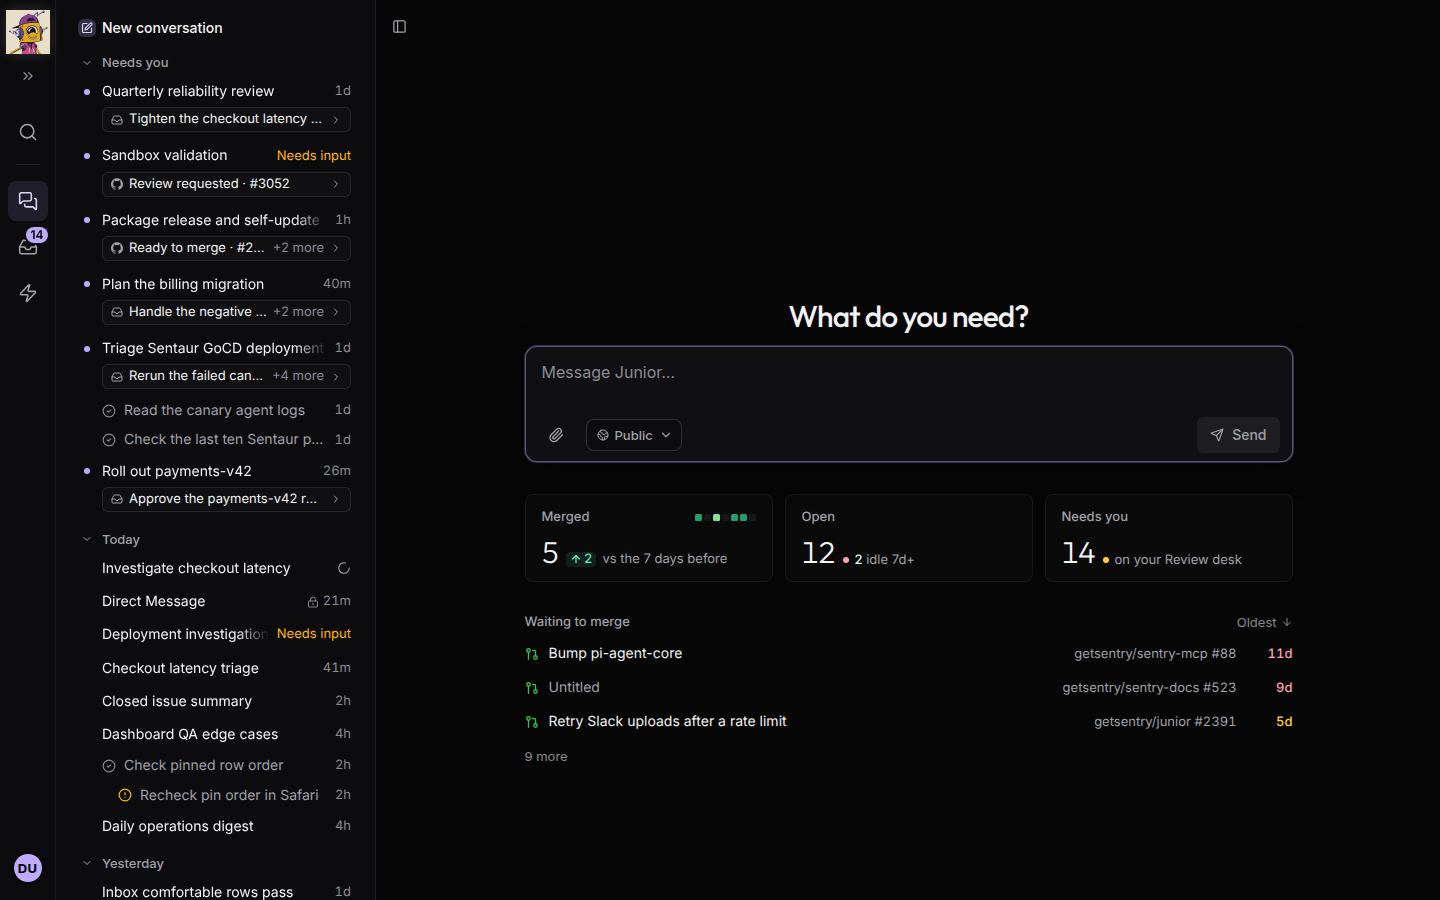 New conversation
Needs you
Quarterly reliability review 1d
Tighten the checkout latency ...
Sandbox validation Needs input
Review requested · #3052
Package release and self-update 1h
Ready to merge · #2... +2 more
Plan the billing migration 40m
Handle the negative ... +2 more
Triage Sentaur GoCD deployment 1d
Rerun the failed can... +4 more
Read the canary agent logs 1d
Check the last ten Sentaur p... 1d
Roll out payments-v42 26m
Approve the payments-v42 r...
Today
Investigate checkout latency
Direct Message 21m
Deployment investigation Needs input
Checkout latency triage 41m
Closed issue summary 2h
Dashboard QA edge cases 4h
Check pinned row order 2h
Recheck pin order in Safari 2h
Daily operations digest 4h
Yesterday
Inbox comfortable rows pass 1d
14
DU
What do you need?
Message Junior...
Public
Send
Merged
5 2 vs the 7 days before
Open
12 2 idle 7d+
Needs you
14 on your Review desk
Waiting to merge Oldest
Bump pi-agent-core getsentry/sentry-mcp #88 11d
Untitled getsentry/sentry-docs #523 9d
Retry Slack uploads after a rate limit getsentry/junior #2391 5d
9 more